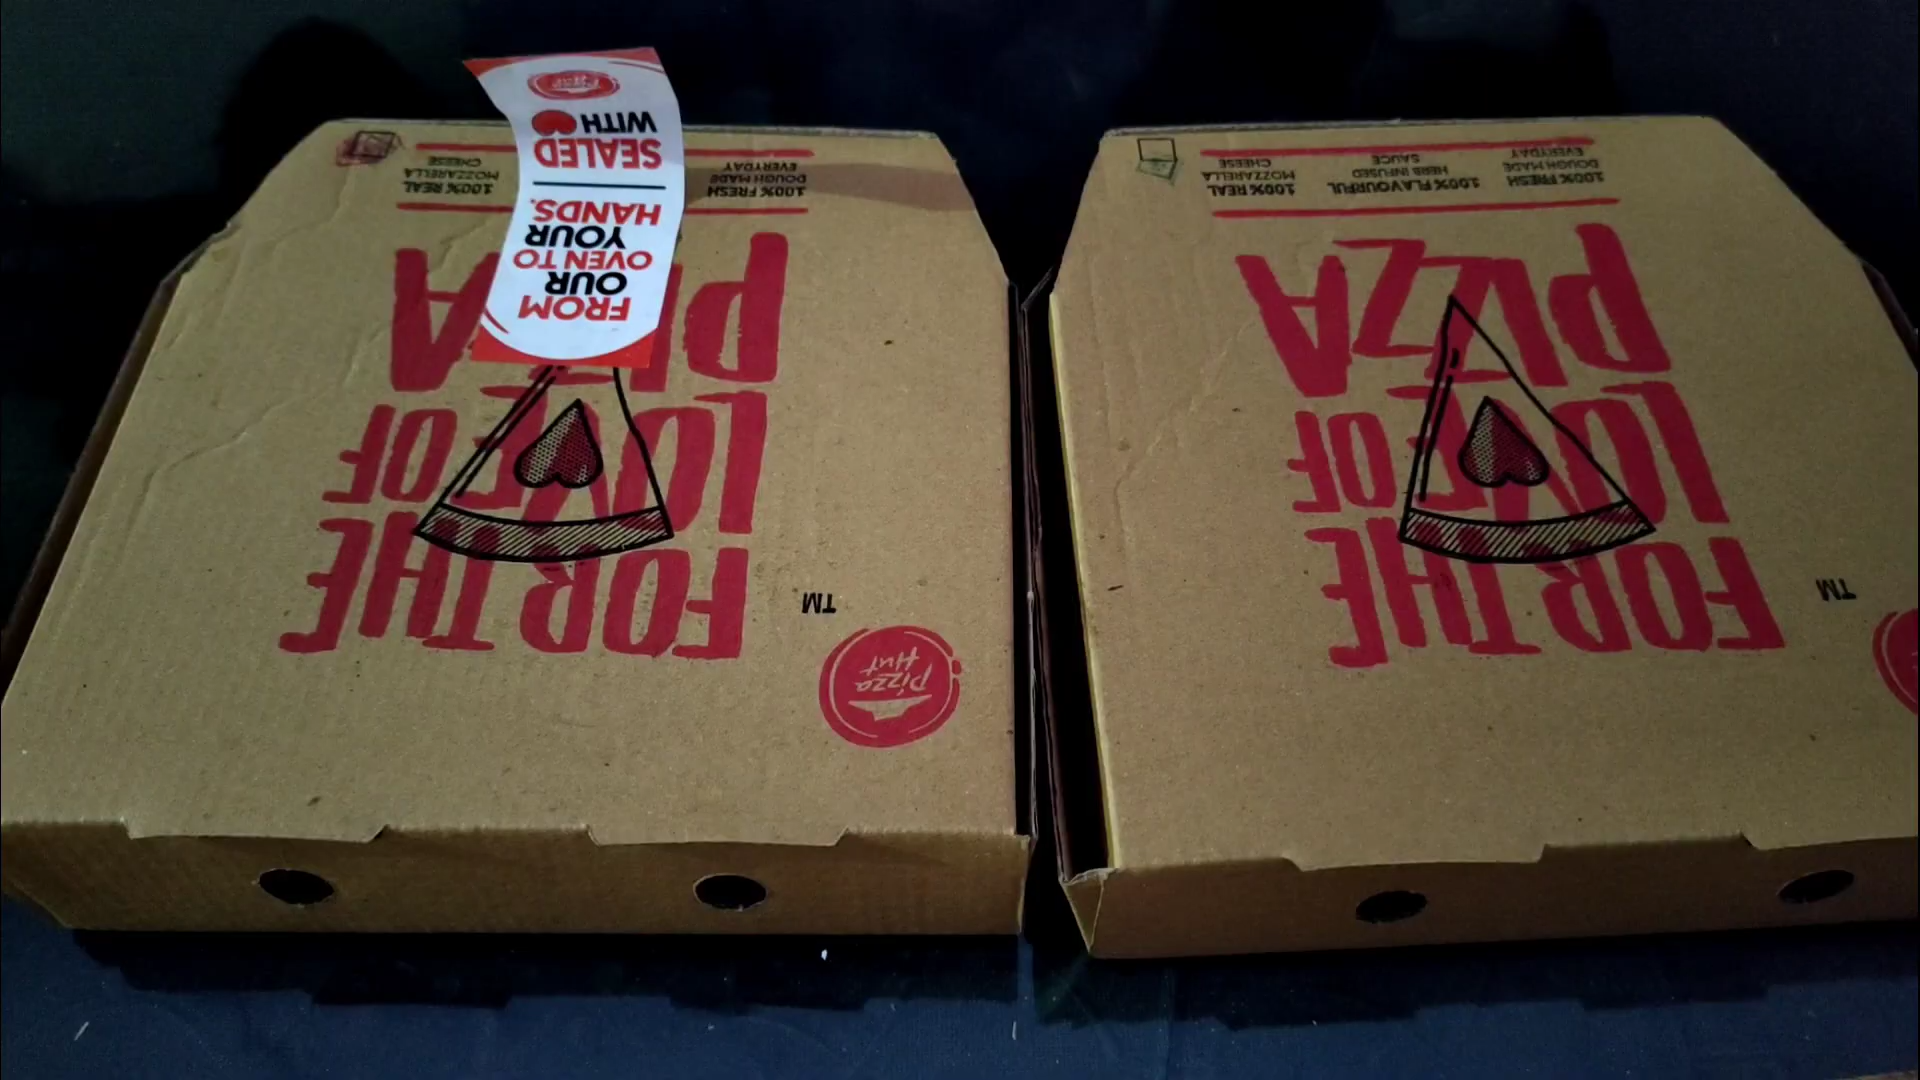 Pizza
Hut
SEALED
WITH
FROM
OUR
OVEN TO
YOUR
HANDS.
Pizza
Hut
TM
FOR THE
LOVE OF
PIZZA
100% FRESH
DOUGH MADE
EVERYDAY
100% REAL
MOZZARELLA
CHEESE
TM
FOR THE
LOVE OF
PIZZA
100% FRESH
DOUGH MADE
EVERYDAY
100% FLAVOURFUL
HERB INFUSED
SAUCE
100% REAL
MOZZARELLA
CHEESE